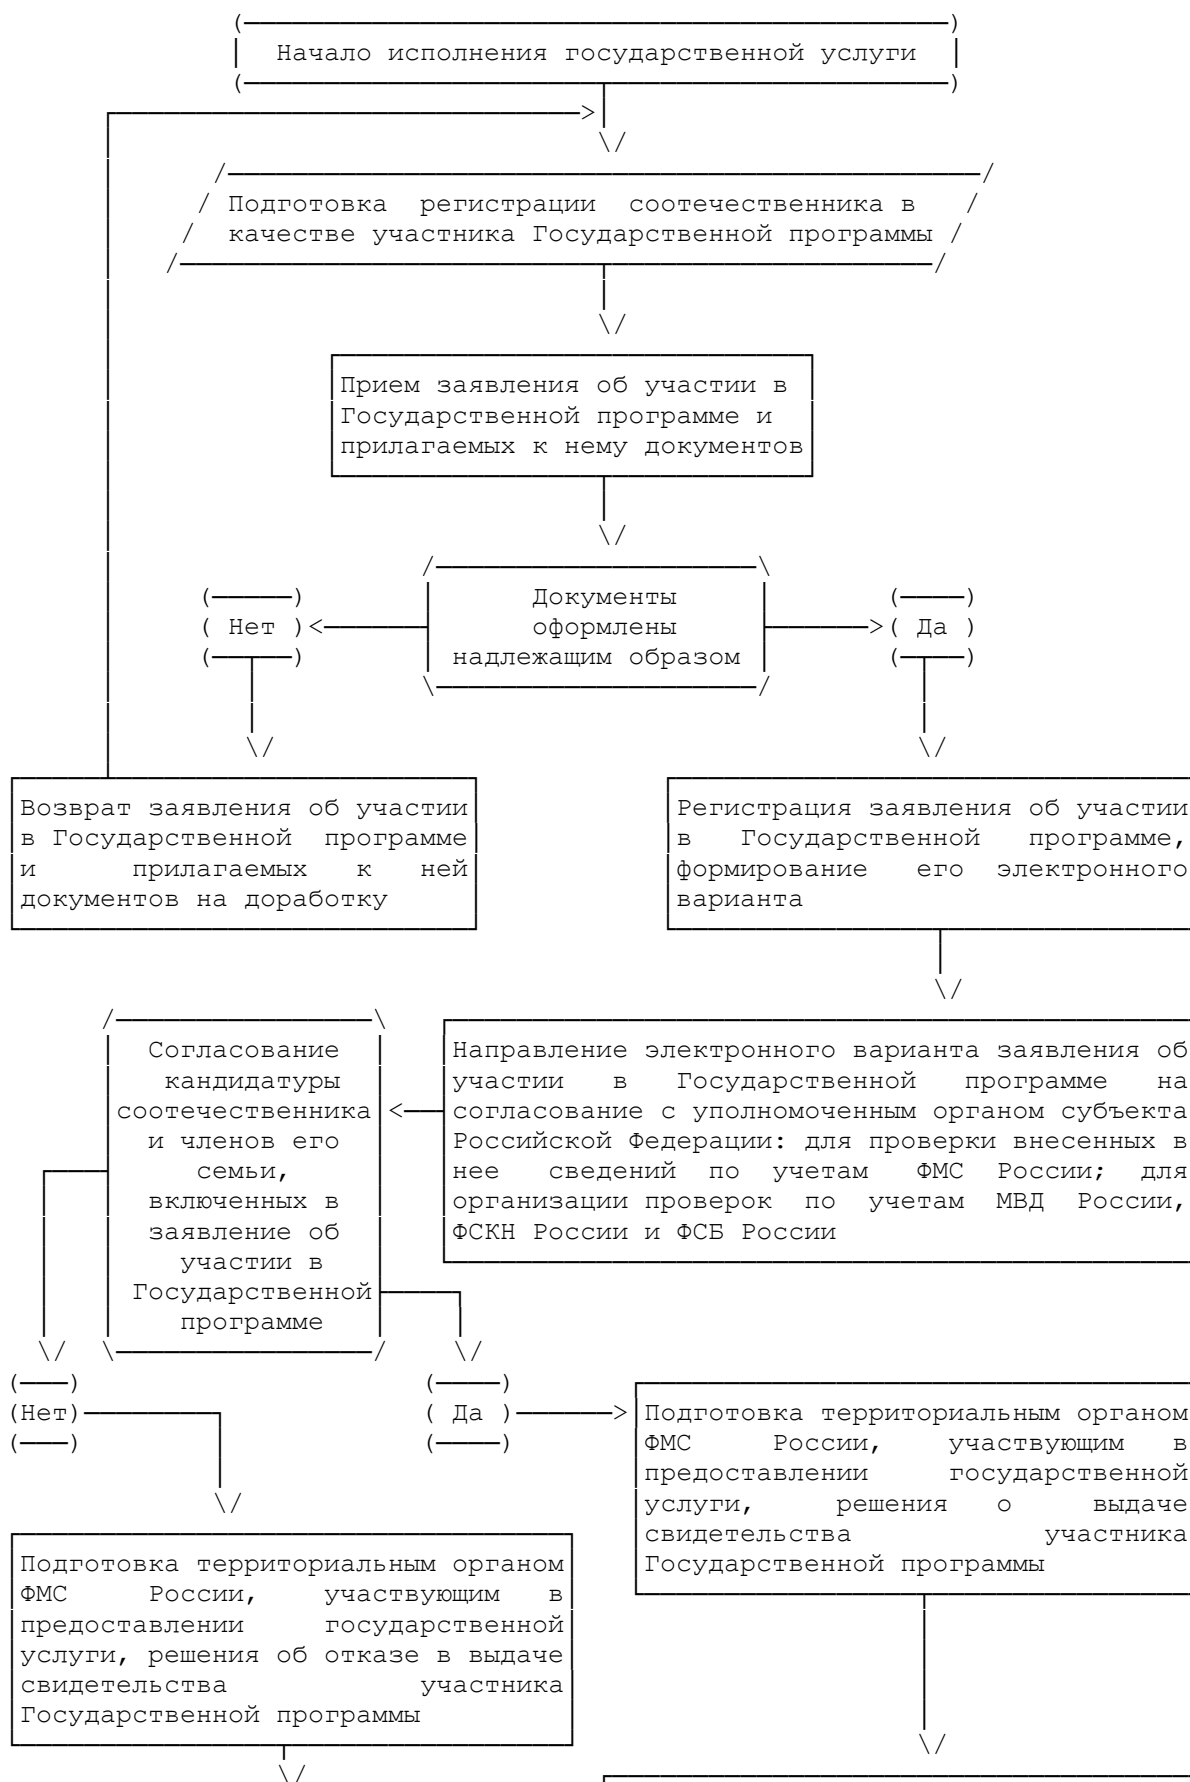 Начало исполнения государственной услуги
Подготовка регистрации соотечественника в
качестве участника Государственной программы
Прием заявления об участии в
Государственной программе и
прилагаемых к нему документов
Документы
оформлены
надлежащим образом
Нет
Да
Возврат заявления об участии
в Государственной программе
и прилагаемых к ней
документов на доработку
Регистрация заявления об участии
в Государственной программе,
формирование его электронного
варианта
Согласование
кандидатуры
соотечественника
и членов его
семьи,
включенных в
заявление об
участии в
Государственной
программе
Направление электронного варианта заявления об
участии в Государственной программе на
согласование с уполномоченным органом субъекта
Российской Федерации: для проверки внесенных в
нее сведений по учетам ФМС России; для
организации проверок по учетам МВД России,
ФСКН России и ФСБ России
(Нет)
( Да )
Подготовка территориальным органом
ФМС России, участвующим в
предоставлении государственной
услуги, решения о выдаче
свидетельства участника
Государственной программы
Подготовка территориальным органом
ФМС России, участвующим в
предоставлении государственной
услуги, решения об отказе в выдаче
свидетельства участника
Государственной программы